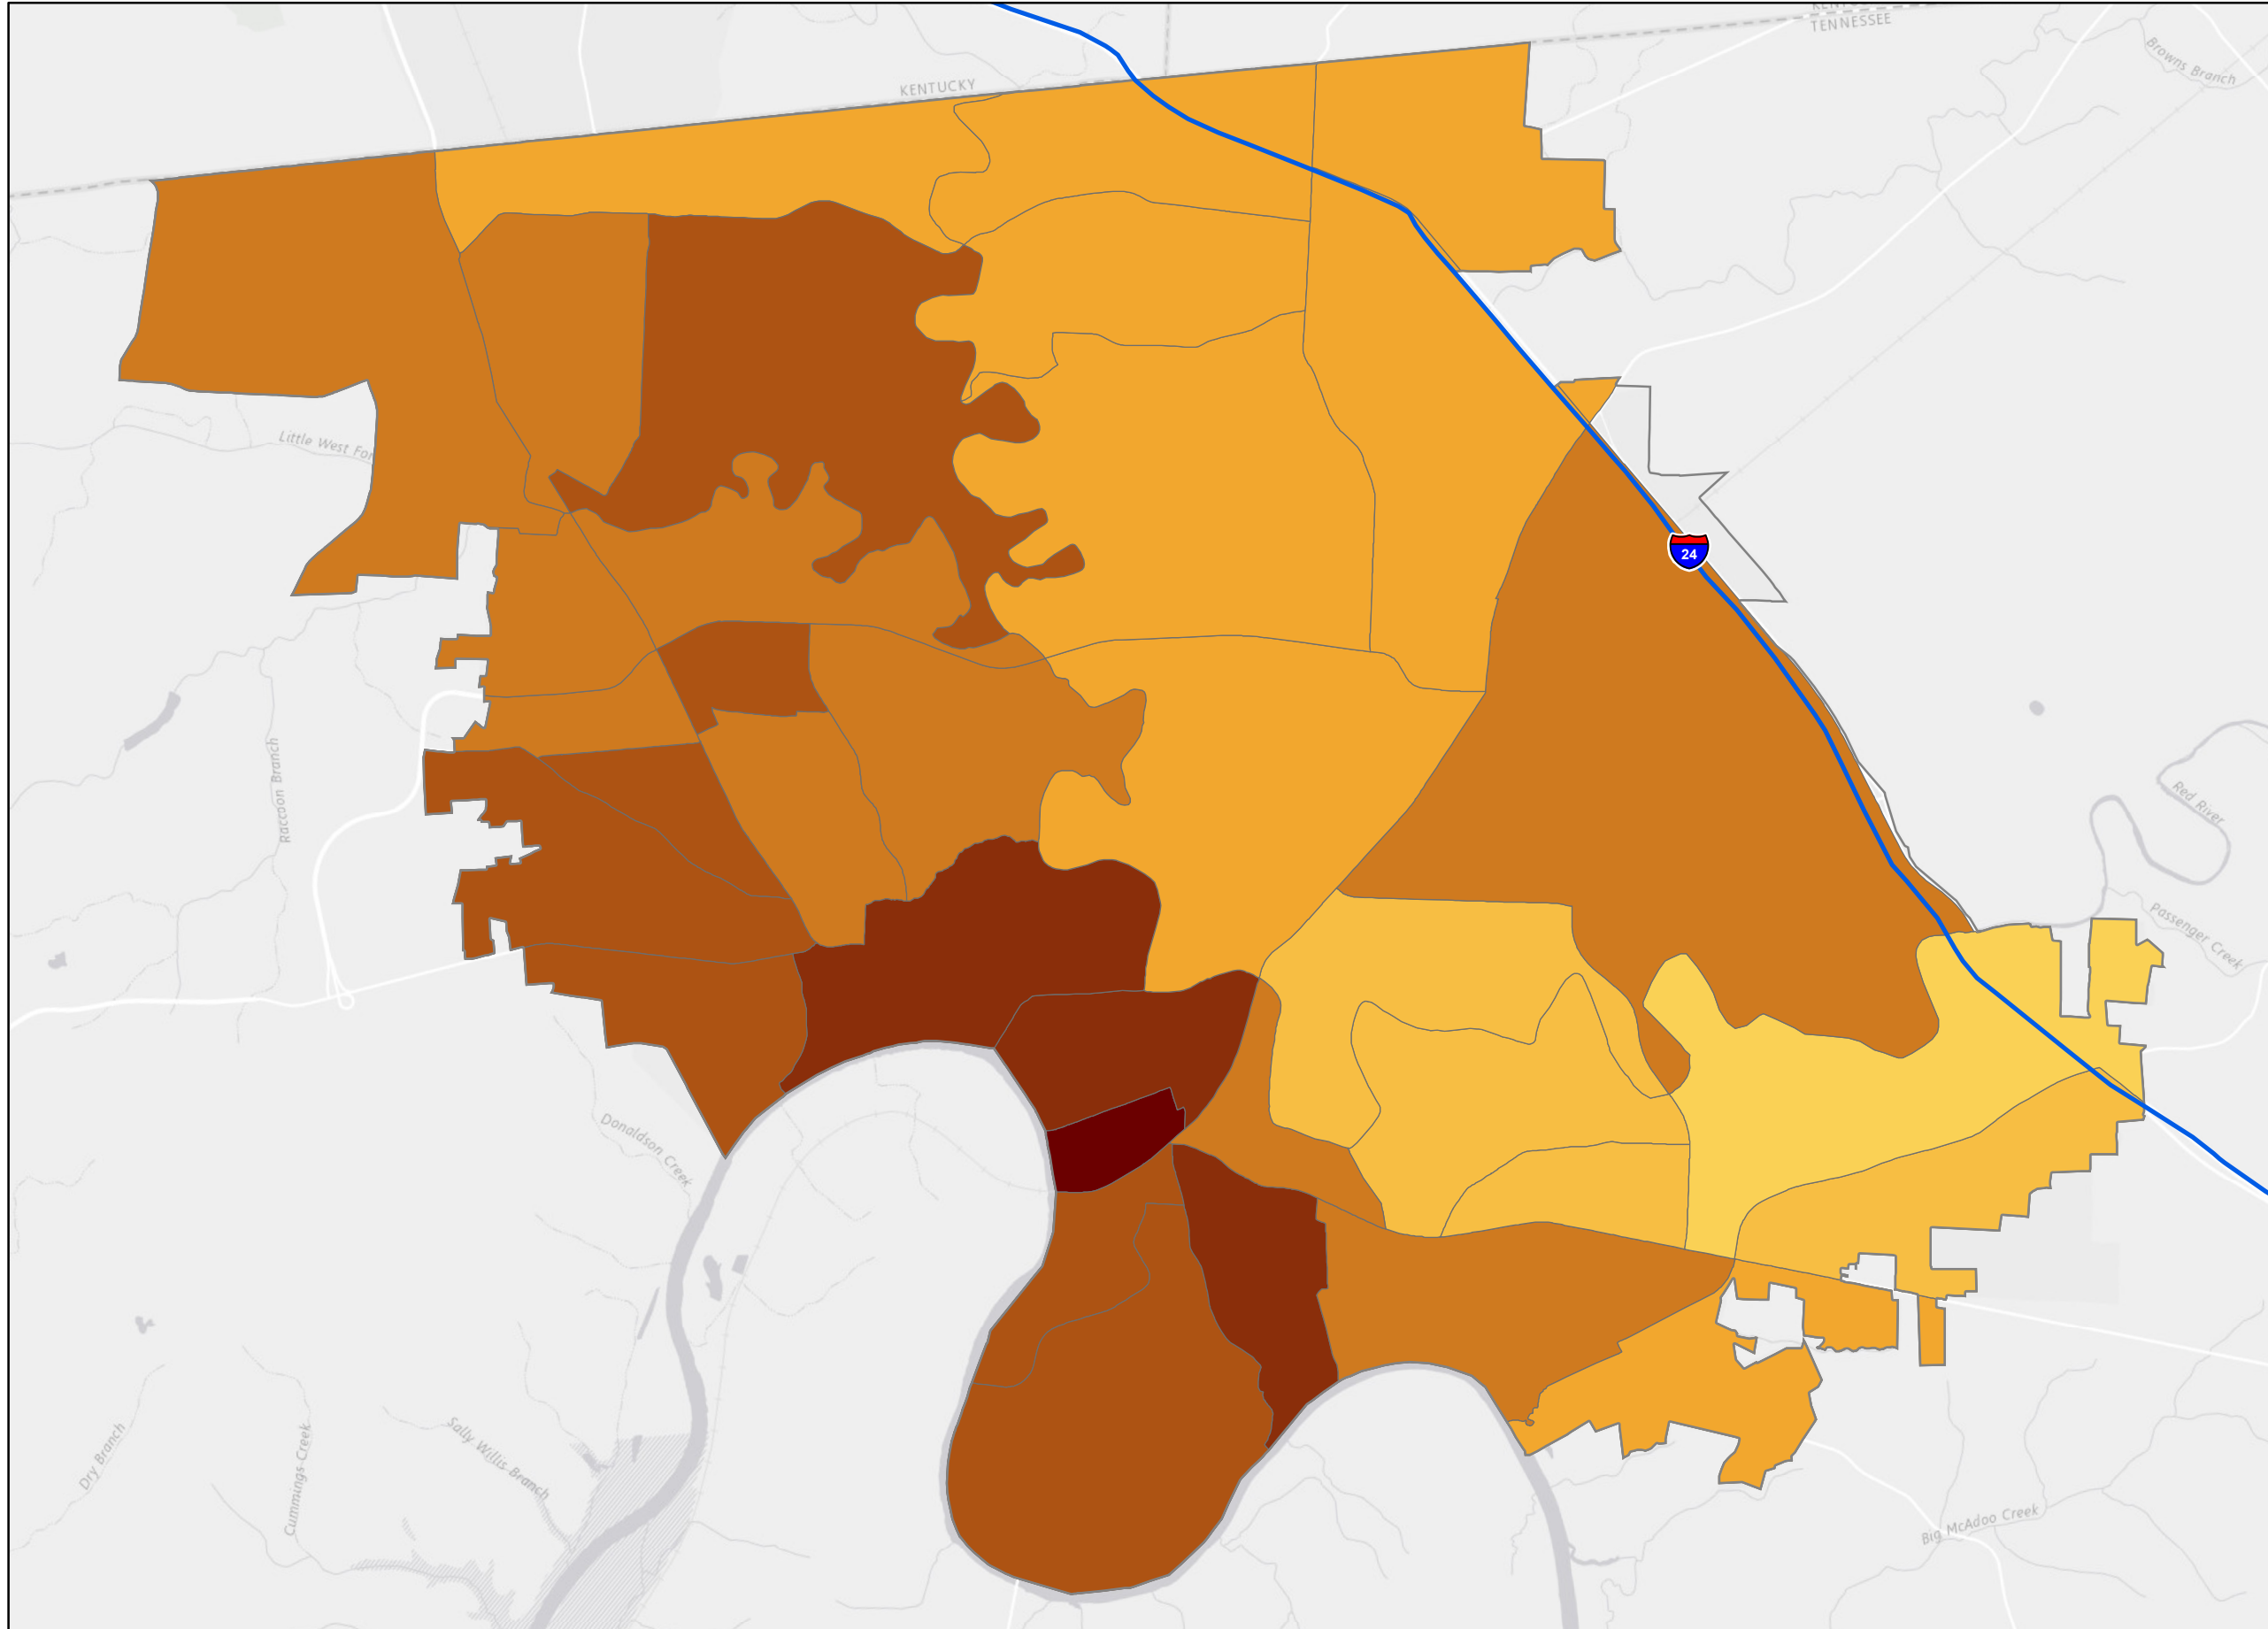 TENNESSEE
KENTUCKY
Browns Branch
Little West For
24
Raccoon Branch
Red River
Passenger Creek
Donaldson Creek
Dry Branch
Cummings Creek
Sally Willis Branch
Big McAdoo Creek